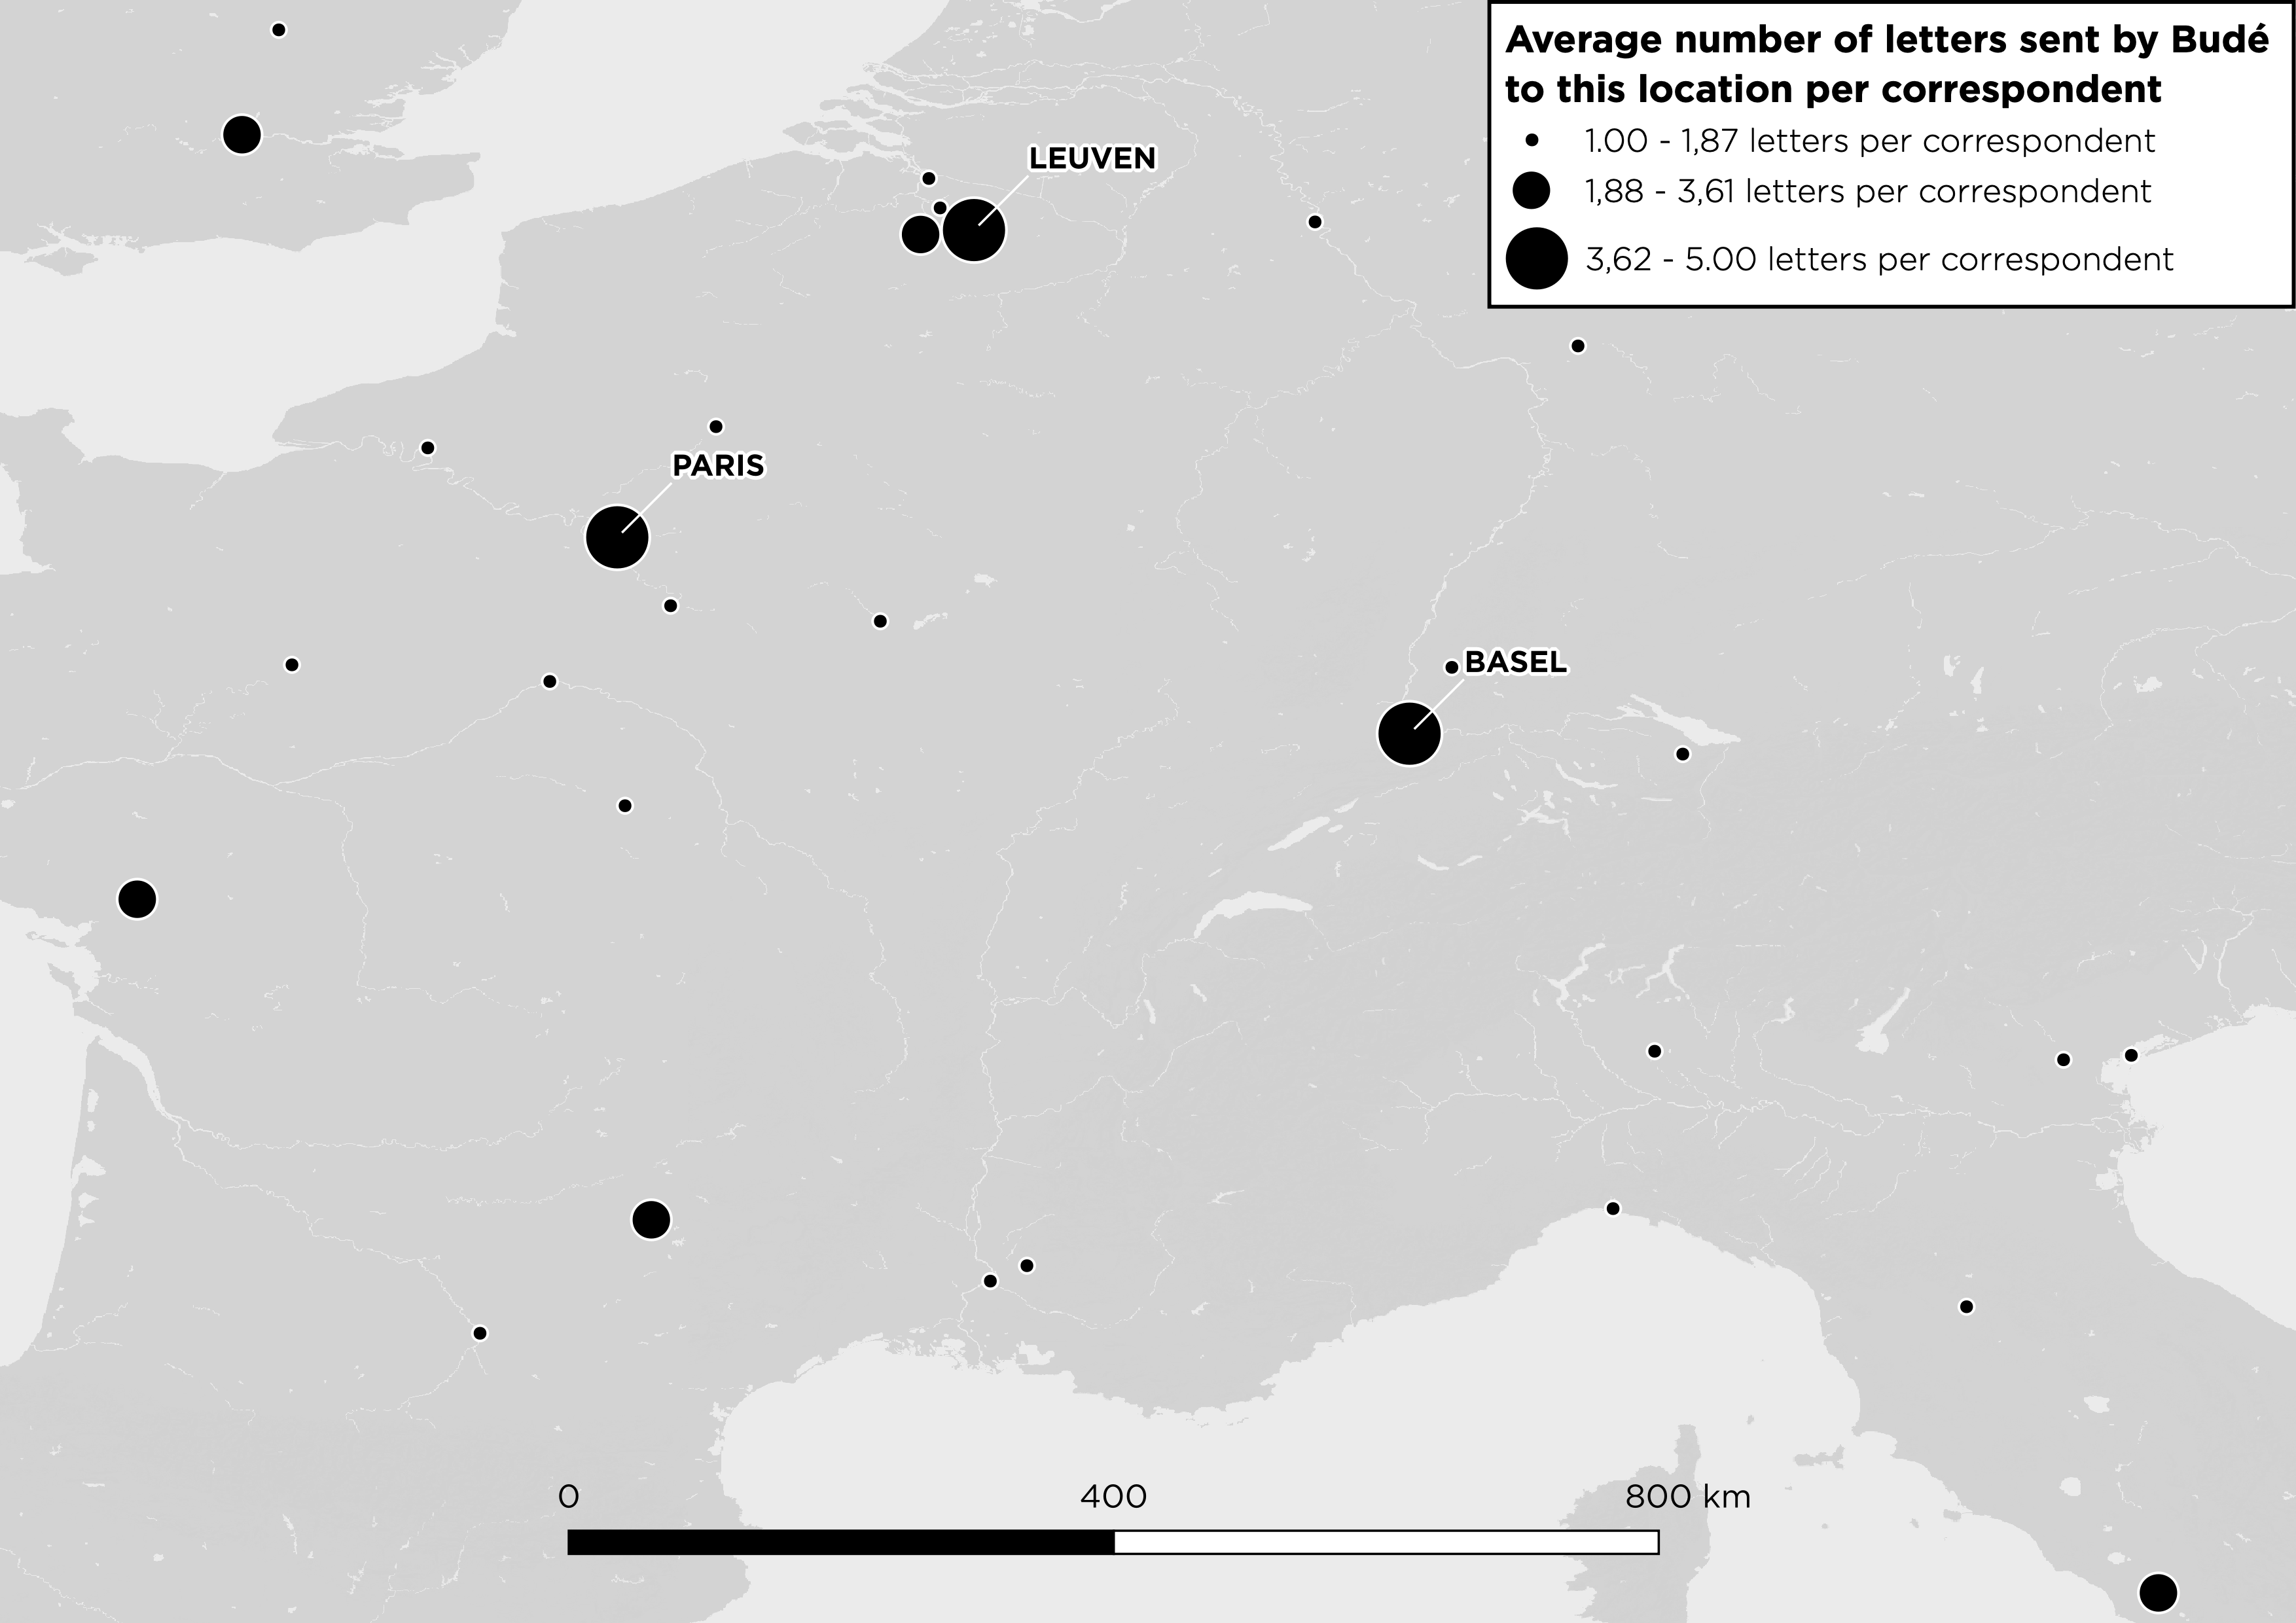 Average number of letters sent by Budé
to this location per correspondent
1.00 - 1,87 letters per correspondent
1,88 - 3,61 letters per correspondent
3,62 - 5.00 letters per correspondent
LEUVEN
PARIS
BASEL
0 400 800 km